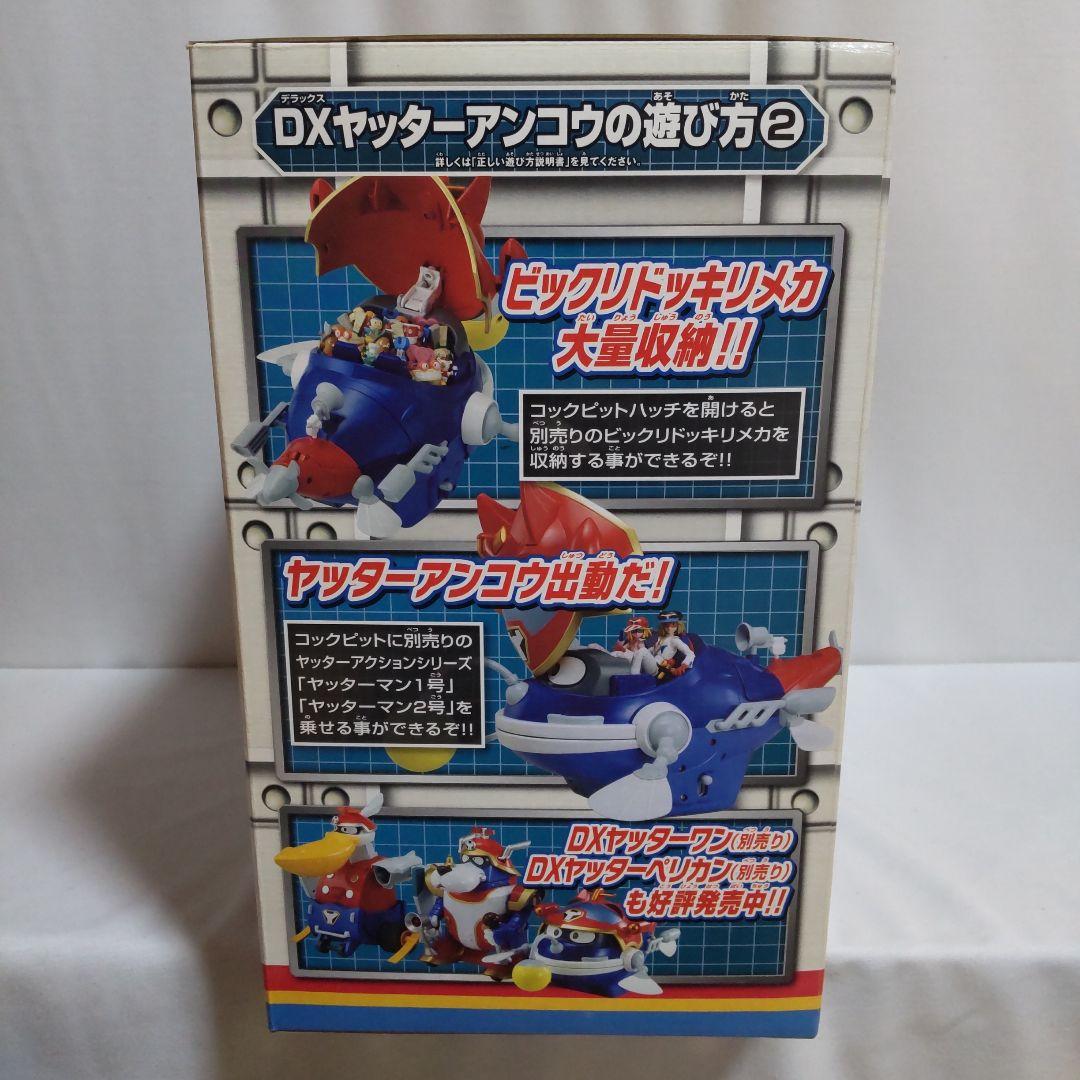 DXヤッターアンコウの遊び方②
詳しくは「正しい遊び方説明書」を見てください。
ビックリドッキリメカ
大量収納!!
コックピットハッチを開けると
別売りのビックリドッキリメカを
収納する事ができるぞ!!
ヤッターアンコウ出動だ!
コックピットに別売りの
ヤッターアクションシリーズ
「ヤッターマン1号」
「ヤッターマン2号」を
乗せる事ができるぞ!!
DXヤッターワン(別売り)
DXヤッターペリカン(別売り)
も好評発売中!!